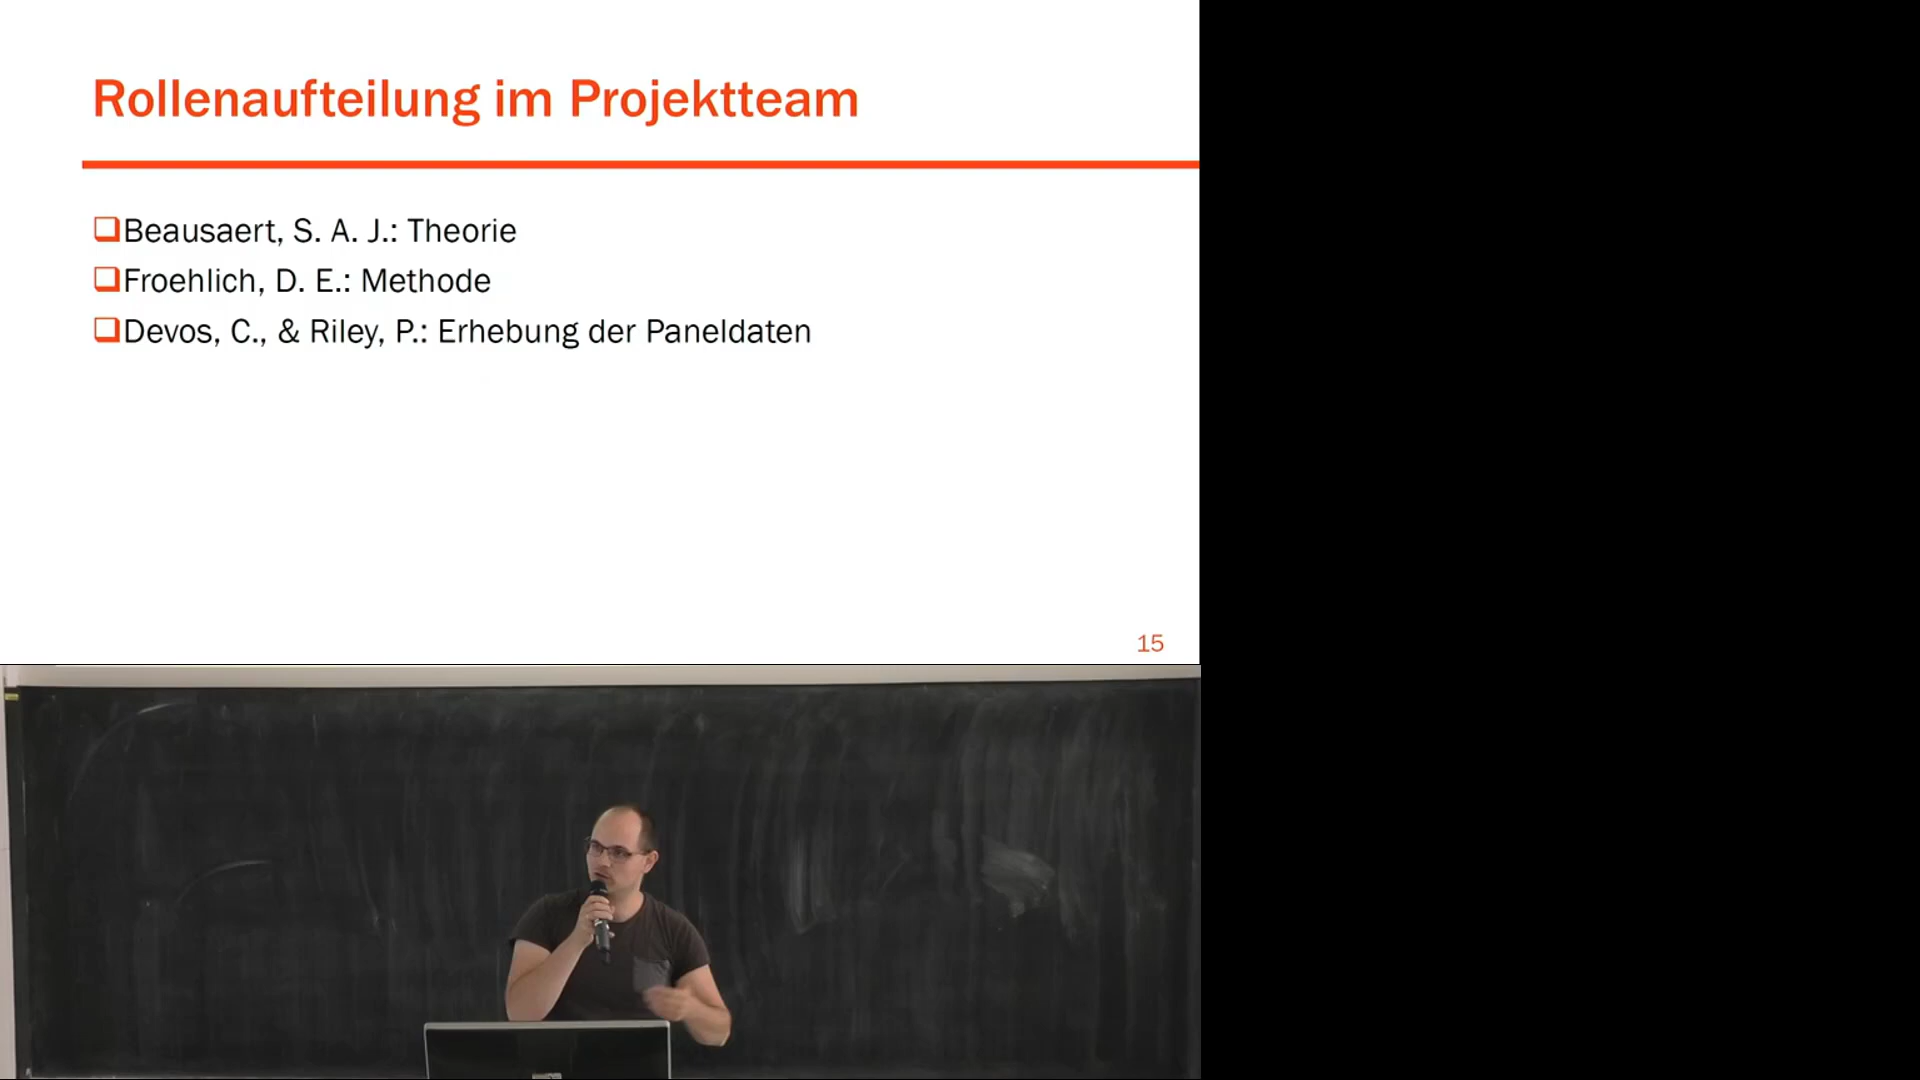 Rollenaufteilung im Projektteam
Beausaert, S. A. J.: Theorie
Froehlich, D. E.: Methode
Devos, C., & Riley, P.: Erhebung der Paneldaten
15